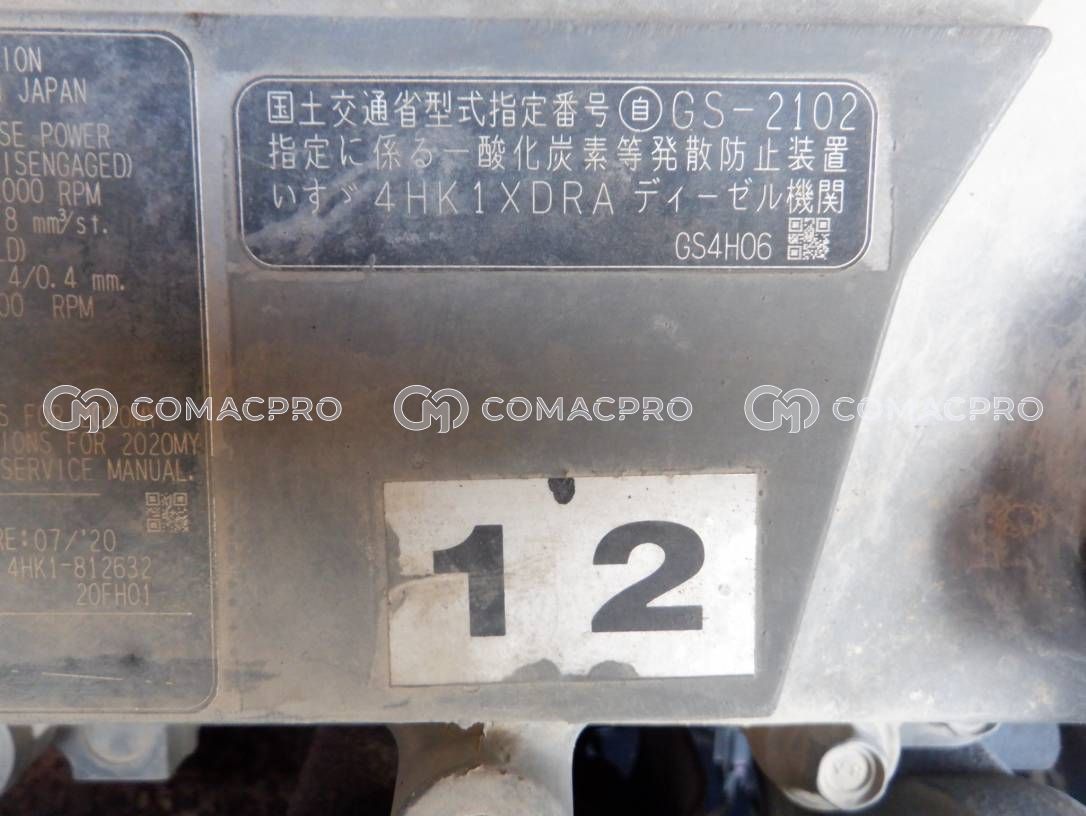 ION
JAPAN
SE POWER
ISENGAGED)
000 RPM
8 mm³/st.
LD)
4/0.4 mm.
00 RPM
S FOR
IONS FOR 2020MY
SERVICE MANUAL.
RE:07/'20
4HK1-812632
20FH01
国土交通省型式指定番号㉂GS-2102
指定に係る一酸化炭素等発散防止装置
いすゞ 4HK1XDRA ディーゼル機関
GS4H06
COMACPRO COMACPRO COMACPRO
12